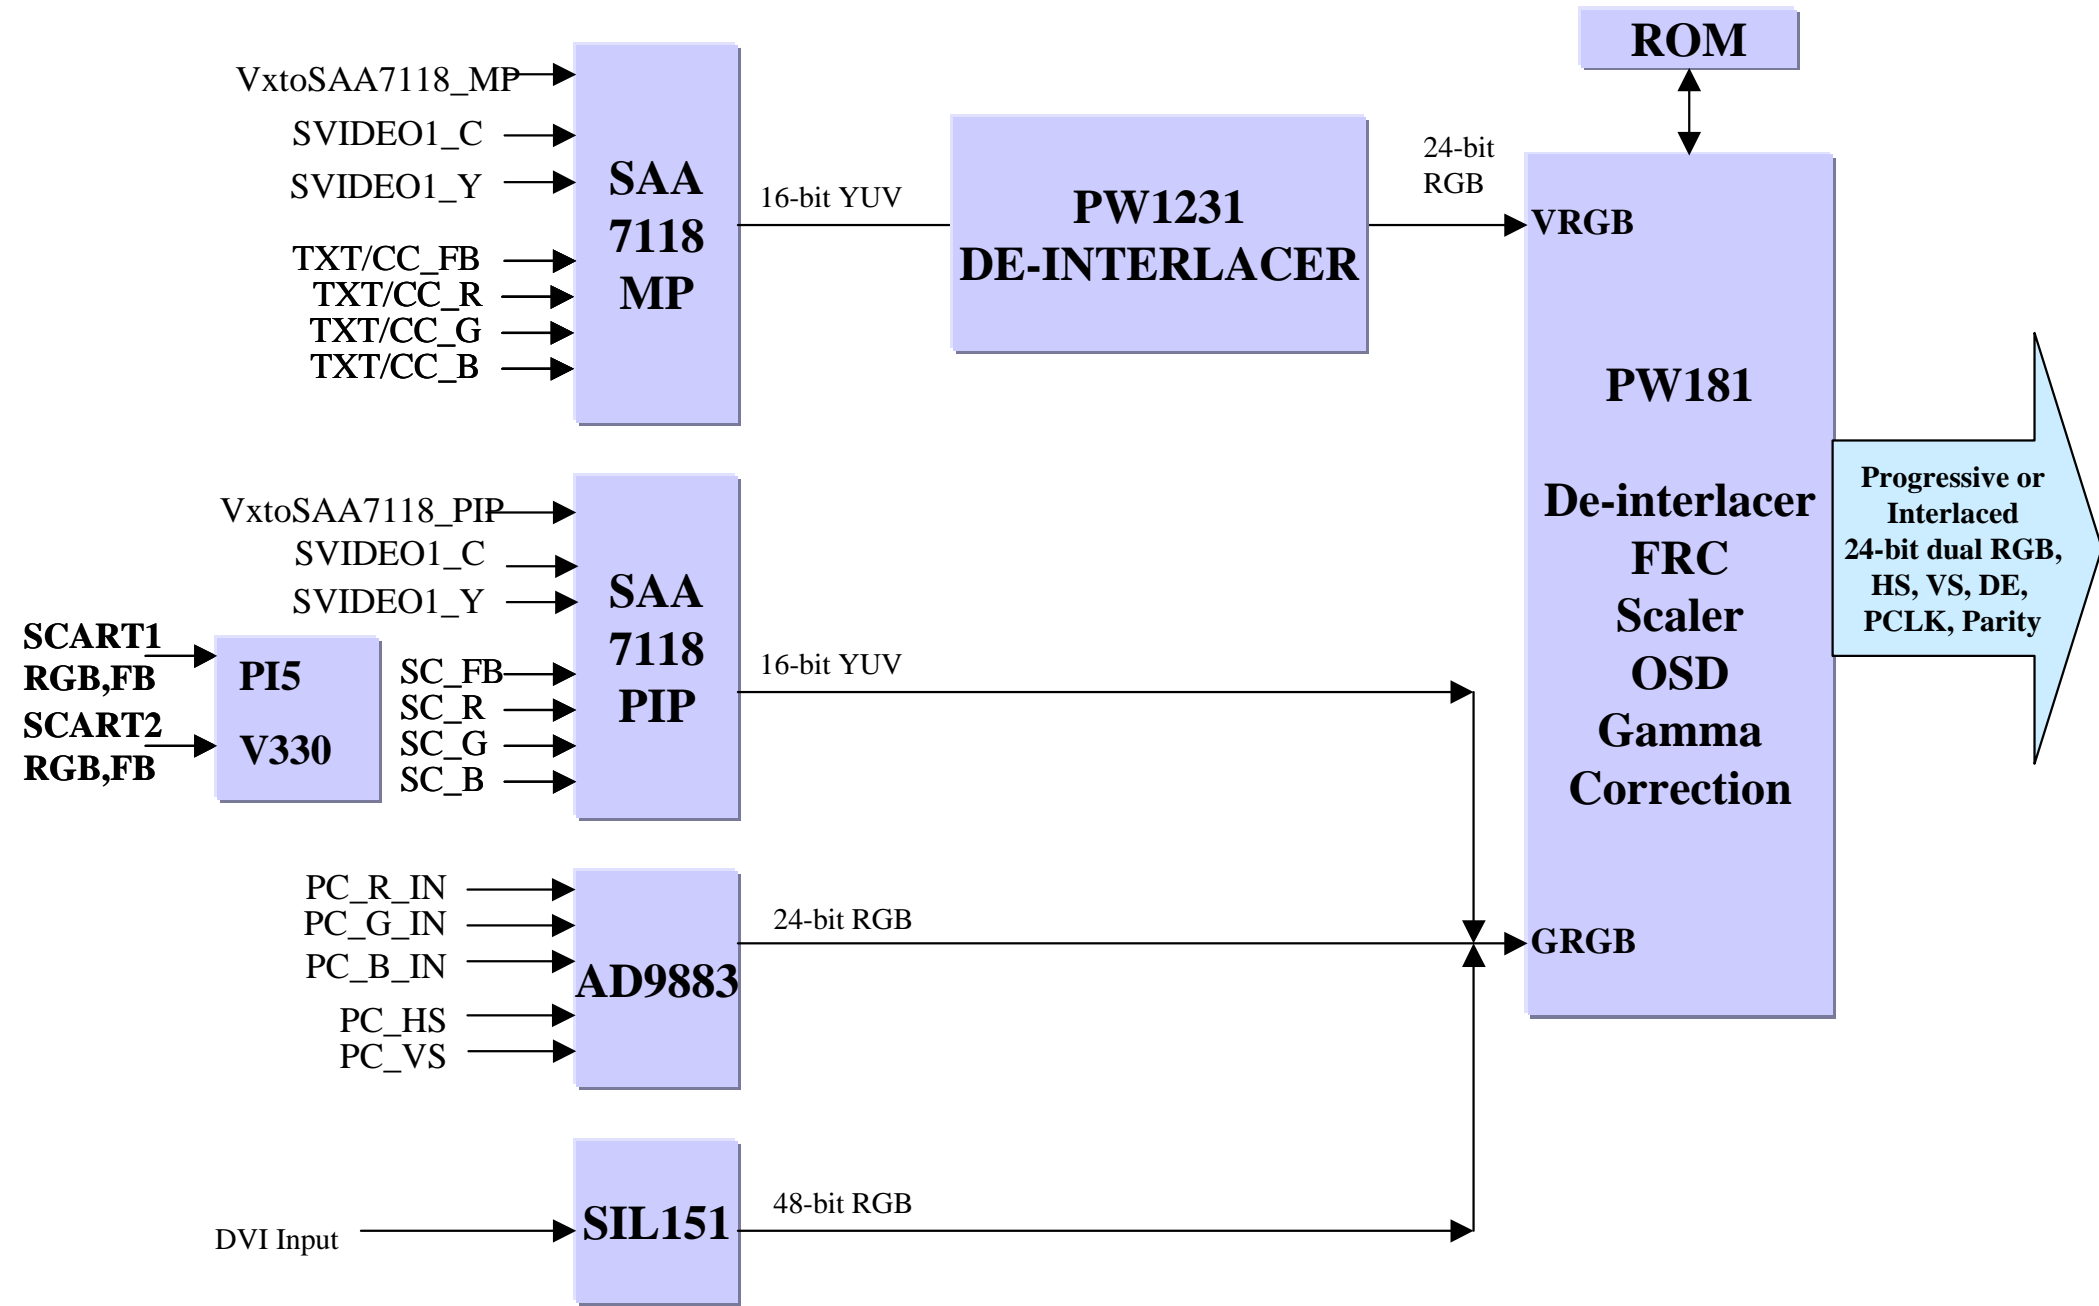 ROM
VxtoSAA7118_MP
SVIDEO1_C
SVIDEO1_Y
TXT/CC_FB
TXT/CC_R
TXT/CC_G
TXT/CC_B
SAA
7118
MP
16-bit YUV
PW1231
DE-INTERLACER
24-bit
RGB
VRGB
PW181
De-interlacer
FRC
Scaler
OSD
Gamma
Correction
GRGB
Progressive or
Interlaced
24-bit dual RGB,
HS, VS, DE,
PCLK, Parity
VxtoSAA7118_PIP
SVIDEO1_C
SVIDEO1_Y
SCART1
RGB,FB
SCART2
RGB,FB
PI5
V330
SC_FB
SC_R
SC_G
SC_B
SAA
7118
PIP
16-bit YUV
PC_R_IN
PC_G_IN
PC_B_IN
PC_HS
PC_VS
AD9883
24-bit RGB
DVI Input
SIL151
48-bit RGB